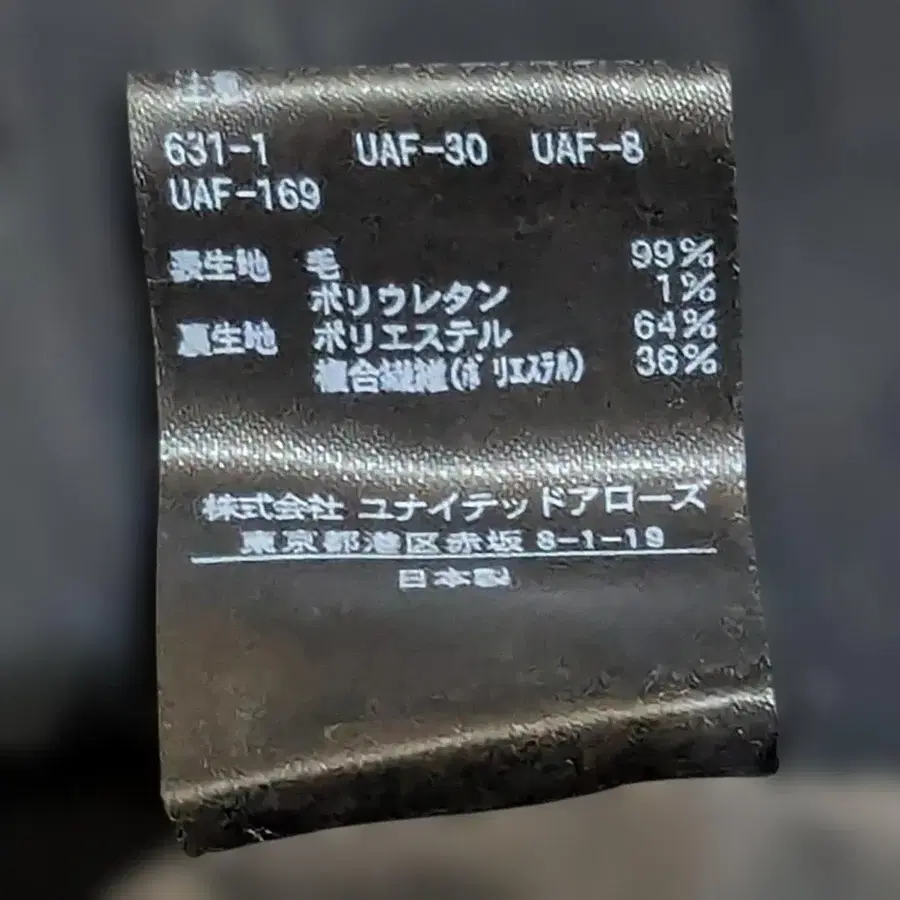 631-1 UAF-30 UAF-8
UAF-169
表生地 毛 99%
ポリウレタン 1%
裏生地 ポリエステル 64%
複合繊維(ポリエステル) 36%
株式会社 ユナイテッドアローズ
東京都港区赤坂 8-1-19
日本製